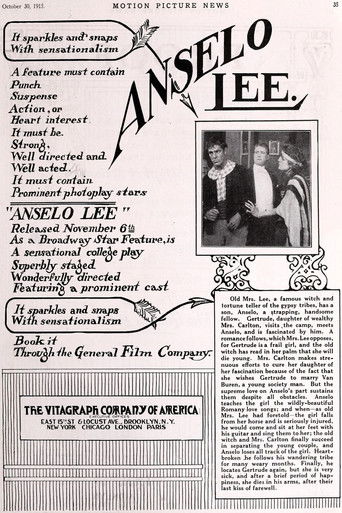 October 30, 1915.
MOTION PICTURE NEWS
35
It sparkles and snaps
With sensationalism
ANSELO
LEE.
A feature must contain
Punch
Suspense
Action, or
Heart interest.
It must be
Strong,
Well directed and
Well acted.
It must contain
Prominent photoplay stars
"ANSELO LEE"
Released November 6th
As a Broadway Star Feature, is
A sensational college play
Superbly staged
Wonderfully directed
Featuring a prominent cast
It sparkles and snaps
With sensationalism
Book it
Through the General Film Company.
THE VITAGRAPH COMPANY OF AMERICA
EAST 15TH ST & LOCUST AVE., BROOKLYN, N.Y.
NEW YORK CHICAGO LONDON PARIS
Old Mrs. Lee, a famous witch and
fortune teller of the gypsy tribes, has a
son, Anselo, a strapping, handsome
fellow. Gertrude, daughter of wealthy
Mrs. Carlton, visits the camp, meets
Anselo, and is fascinated by him. A
romance follows, which Mrs. Lee opposes,
for Gertrude is a frail girl, and the old
witch has read in her palm that she will
die young. Mrs. Carlton makes stre-
nuous efforts to cure her daughter of
her fascination because of the fact that
she wishes Gertrude to marry Van
Buren, a young society man. But the
supreme love on Anselo's part sustains
them despite all obstacles. Anselo
teaches the girl the wildly-beautiful
Romany love songs; and when—as old
Mrs. Lee had foretold—the girl falls
from her horse and is seriously injured,
he would come and sit at her feet with
his guitar and sing them to her; the old
witch and Mrs. Carlton finally succeed
in separating the young couple, and
Anselo loses all track of the girl. Heart-
broken he follows his wandering tribe
for many weary months. Finally, he
locates Gertrude again, but she is very
sick, and after a brief period of hap-
piness, she dies in his arms, after their
last kiss of farewell.